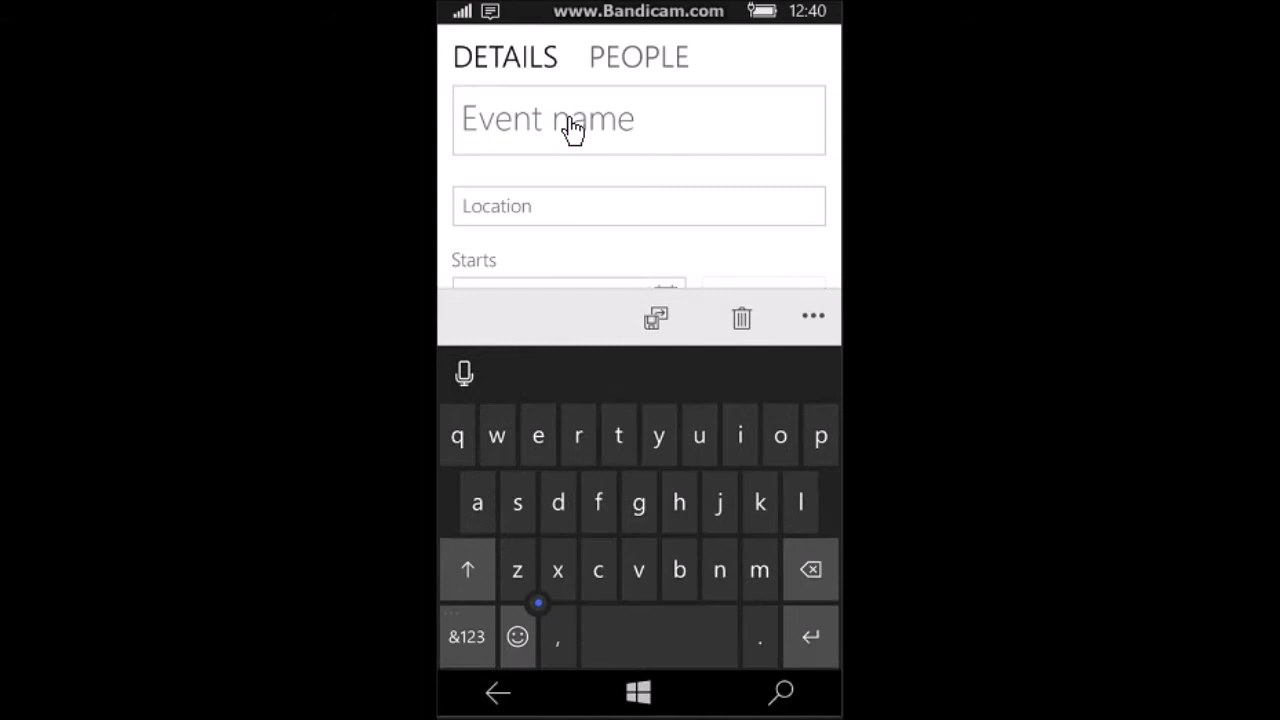 www.Bandicam.com 12:40
DETAILS PEOPLE
Event name
Location
Starts
q w e r t y u i o p
a s d f g h j k l
z x c v b n m
&123 , .